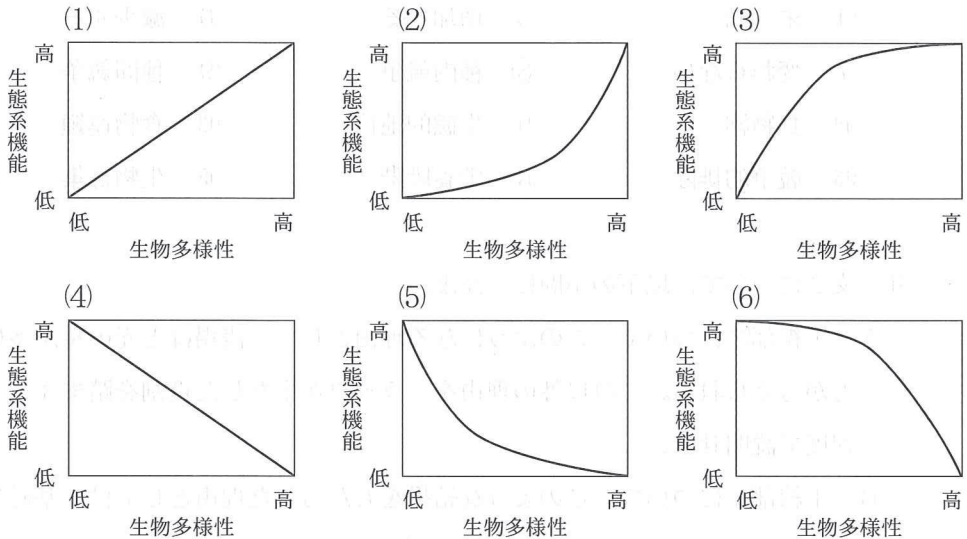 (1)
高
生態系機能
低
低 高
生物多様性
(2)
高
生態系機能
低
低 高
生物多様性
(3)
高
生態系機能
低
低 高
生物多様性
(4)
高
生態系機能
低
低 高
生物多様性
(5)
高
生態系機能
低
低 高
生物多様性
(6)
高
生態系機能
低
低 高
生物多様性